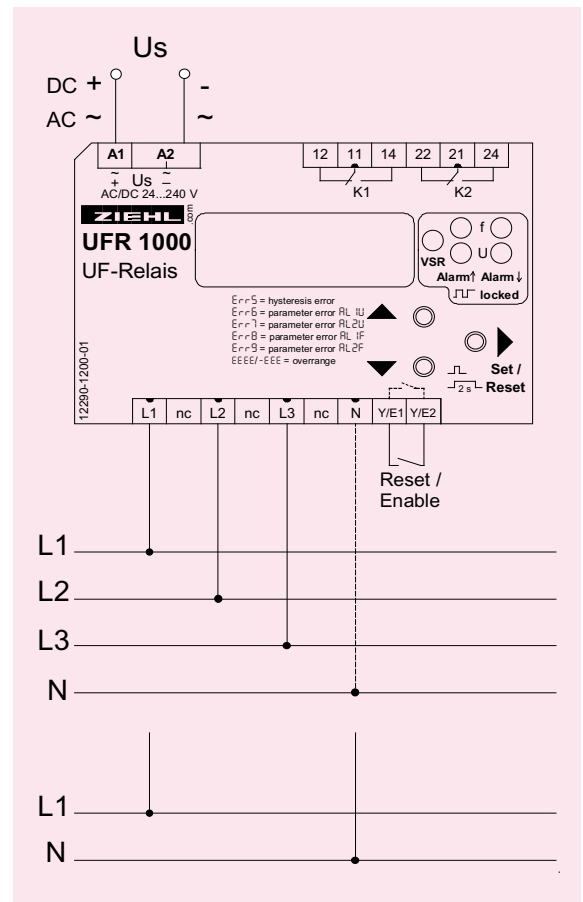 Us
DC + -
AC ~ ~
A1 A2 12 11 14 22 21 24
~ Us ~
+ −
AC/DC 24...240 V
K1 K2
ZIEHL
UFR 1000
UF-Relais
f
U
VSR
Alarm↑ Alarm↓
locked
Err5 = hysteresis error
Err6 = parameter error AL 1U
Err7 = parameter error AL2U
Err8 = parameter error AL 1F
Err9 = parameter error AL2F
EEEE/-EEE = overrange
Set /
2 s Reset
12290-1200-01
L1 nc L2 nc L3 nc N Y/E1 Y/E2
Reset /
Enable
L1
L2
L3
N
L1
N